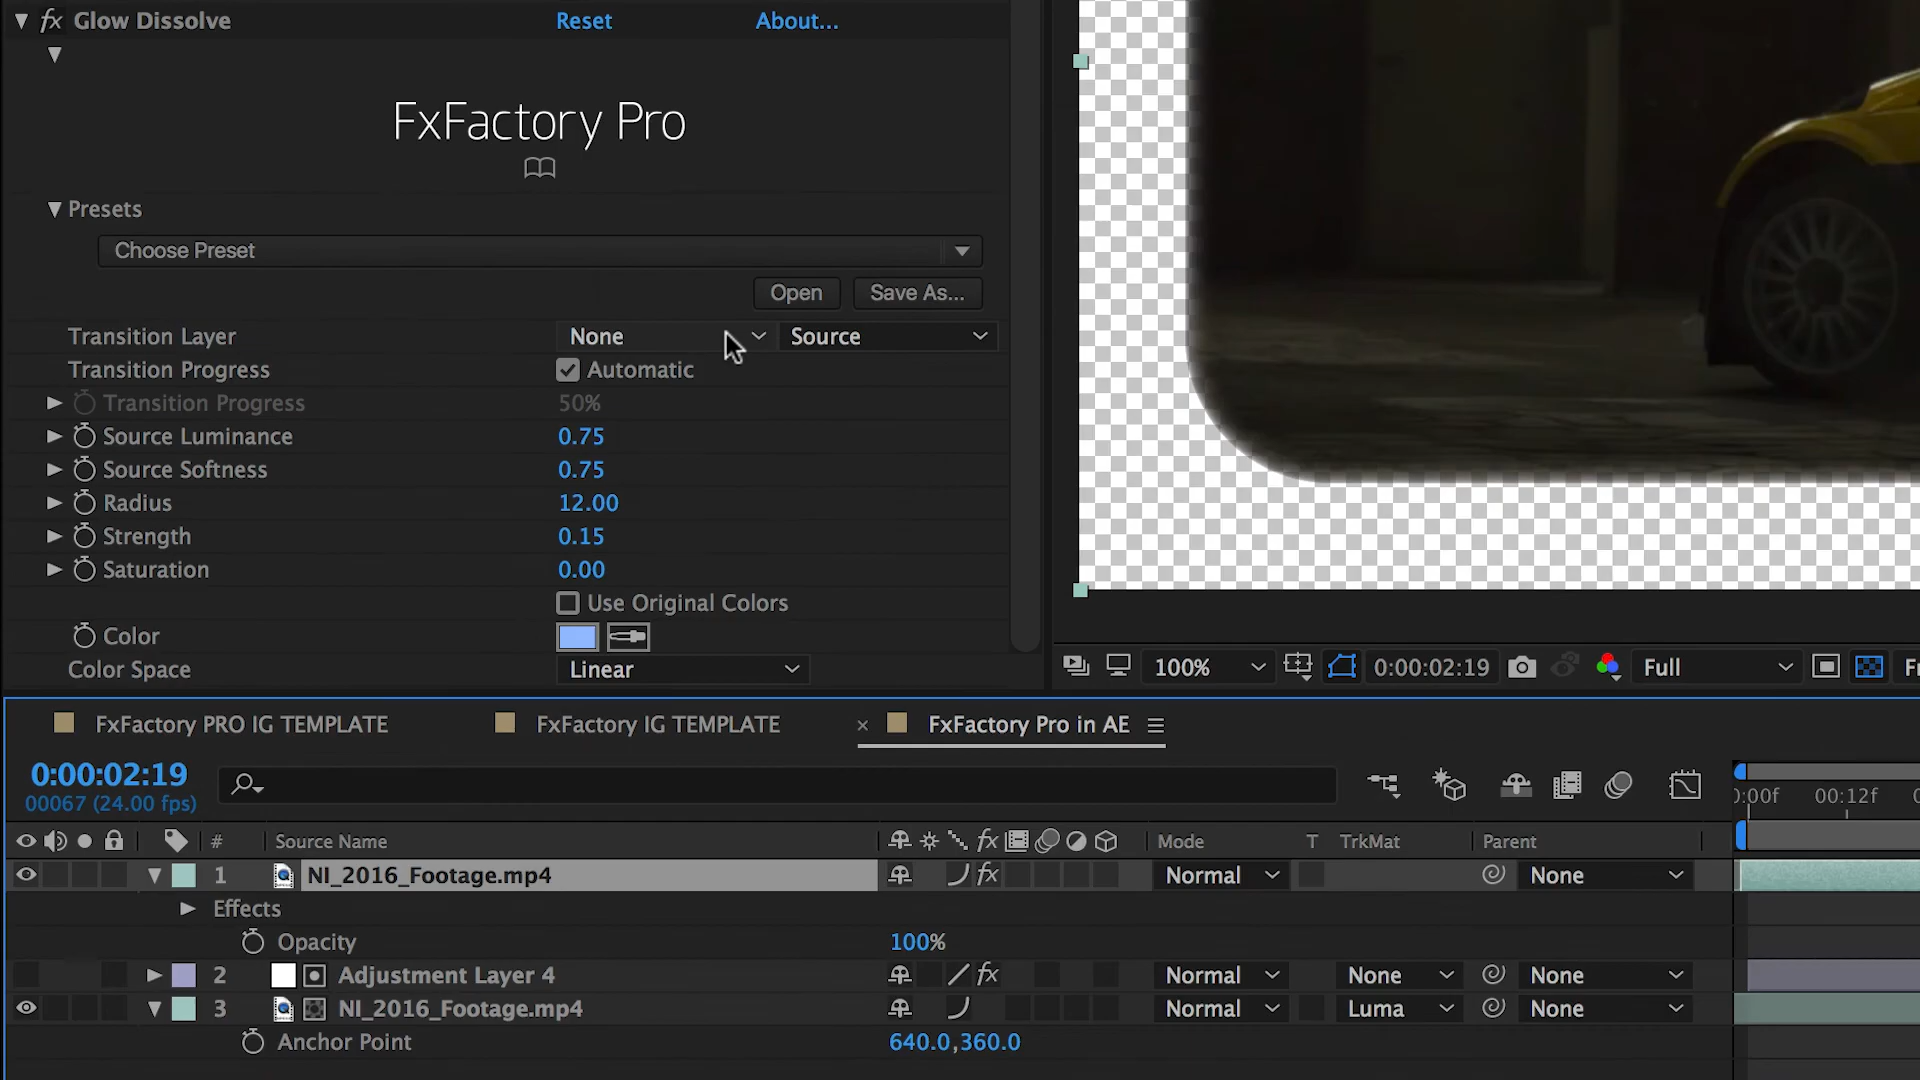 fx Glow Dissolve Reset About...
FxFactory Pro
Presets
Choose Preset
Open Save As...
Transition Layer None Source
Transition Progress Automatic
Transition Progress 50%
Source Luminance 0.75
Source Softness 0.75
Radius 12.00
Strength 0.15
Saturation 0.00
Use Original Colors
Color
Color Space Linear
100% 0:00:02:19 Full
FxFactory PRO IG TEMPLATE FxFactory IG TEMPLATE × FxFactory Pro in AE
0:00:02:19
00067 (24.00 fps)
:00f 00:12f
# Source Name fx Mode T TrkMat Parent
1 NI_2016_Footage.mp4 fx Normal None
Effects
Opacity 100%
2 Adjustment Layer 4 fx Normal None None
3 NI_2016_Footage.mp4 Normal Luma None
Anchor Point 640.0,360.0